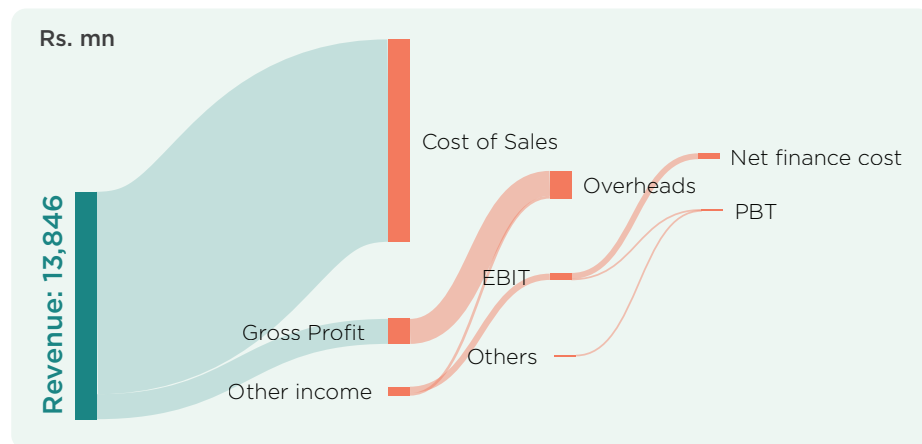 Rs. mn
Revenue: 13,846
Cost of Sales
Gross Profit
Other income
Overheads
EBIT
Others
Net finance cost
PBT